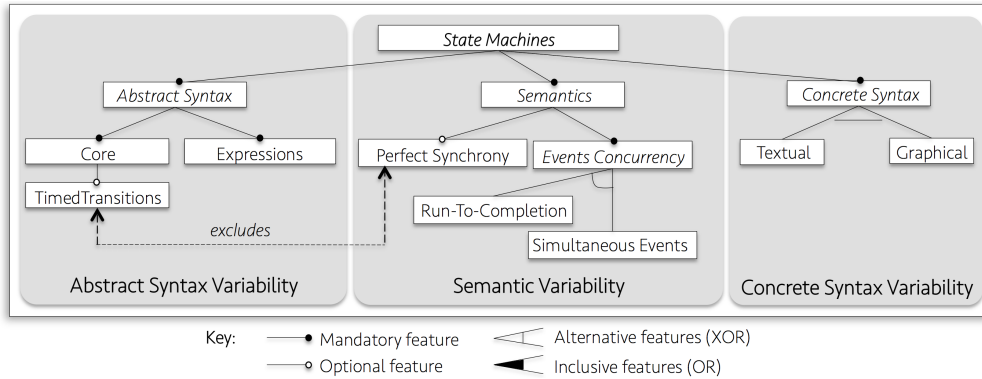 State Machines
Abstract Syntax
Semantics
Concrete Syntax
Core
Expressions
Perfect Synchrony
Events Concurrency
Textual
Graphical
TimedTransitions
Run-To-Completion
excludes
Simultaneous Events
Abstract Syntax Variability
Semantic Variability
Concrete Syntax Variability
Key:
Mandatory feature
Alternative features (XOR)
Optional feature
Inclusive features (OR)